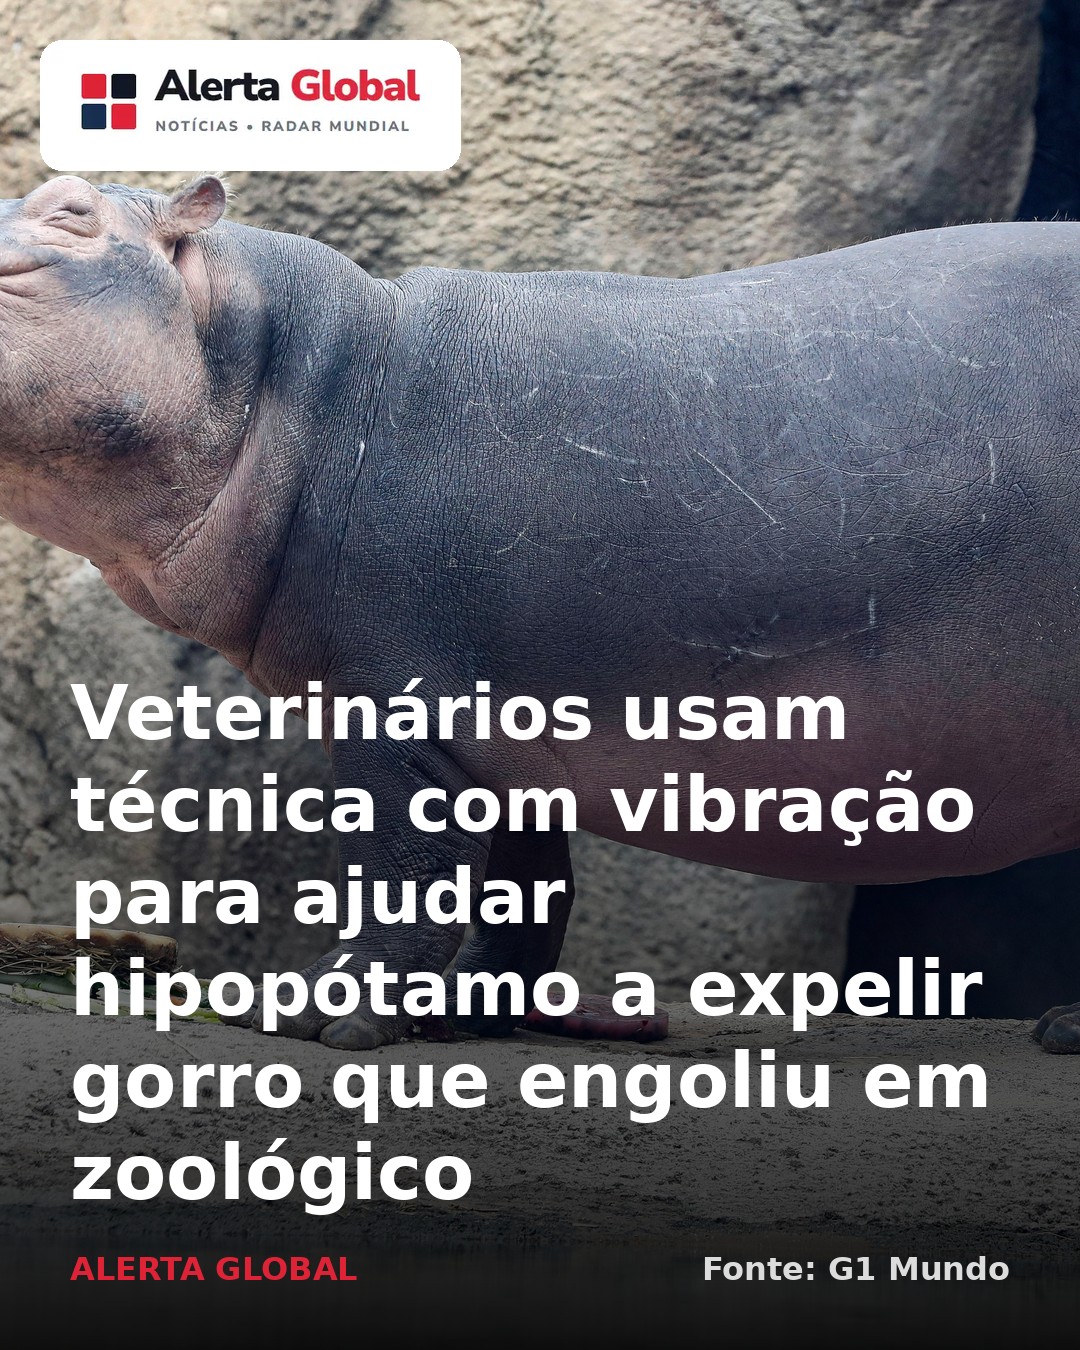 Alerta Global
NOTÍCIAS • RADAR MUNDIAL
Veterinários usam
técnica com vibração
para ajudar
hipopótamo a expelir
gorro que engoliu em
zoológico
ALERTA GLOBAL
Fonte: G1 Mundo